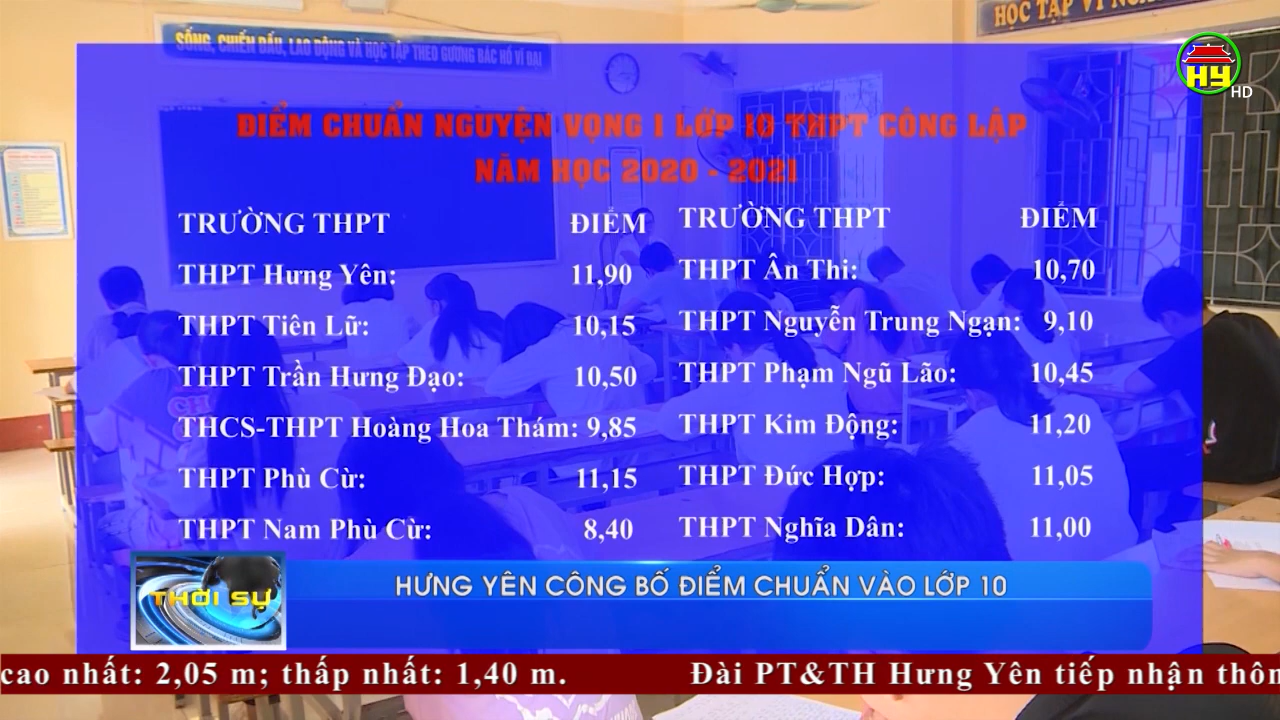 SỐNG, CHIẾN ĐẤU, LAO ĐỘNG VÀ HỌC TẬP THEO GƯƠNG BÁC HỒ VĨ ĐẠI
HỌC TẬP VÌ
HY
HD
ĐIỂM CHUẨN NGUYỆN VỌNG I LỚP 10 THPT CÔNG LẬP
NĂM HỌC 2020 - 2021
TRƯỜNG THPT ĐIỂM
THPT Hưng Yên: 11,90
THPT Tiên Lữ: 10,15
THPT Trần Hưng Đạo: 10,50
THCS-THPT Hoàng Hoa Thám: 9,85
THPT Phù Cừ: 11,15
THPT Nam Phù Cừ: 8,40
TRƯỜNG THPT ĐIỂM
THPT Ân Thi: 10,70
THPT Nguyễn Trung Ngạn: 9,10
THPT Phạm Ngũ Lão: 10,45
THPT Kim Động: 11,20
THPT Đức Hợp: 11,05
THPT Nghĩa Dân: 11,00
THỜI SỰ
HƯNG YÊN CÔNG BỐ ĐIỂM CHUẨN VÀO LỚP 10
cao nhất: 2,05 m; thấp nhất: 1,40 m. Đài PT&TH Hưng Yên tiếp nhận thôn